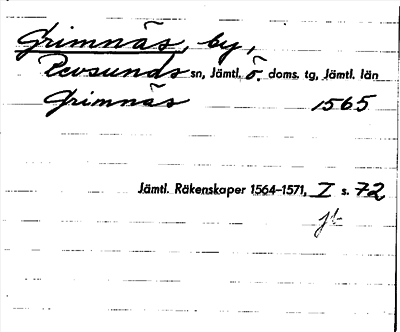 Grimnäs, by,
Revsunds sn, Jämtl. ö. doms. tg, Jämtl. län
Grimnäs 1565
Jämtl. Räkenskaper 1564–1571, I s. 72